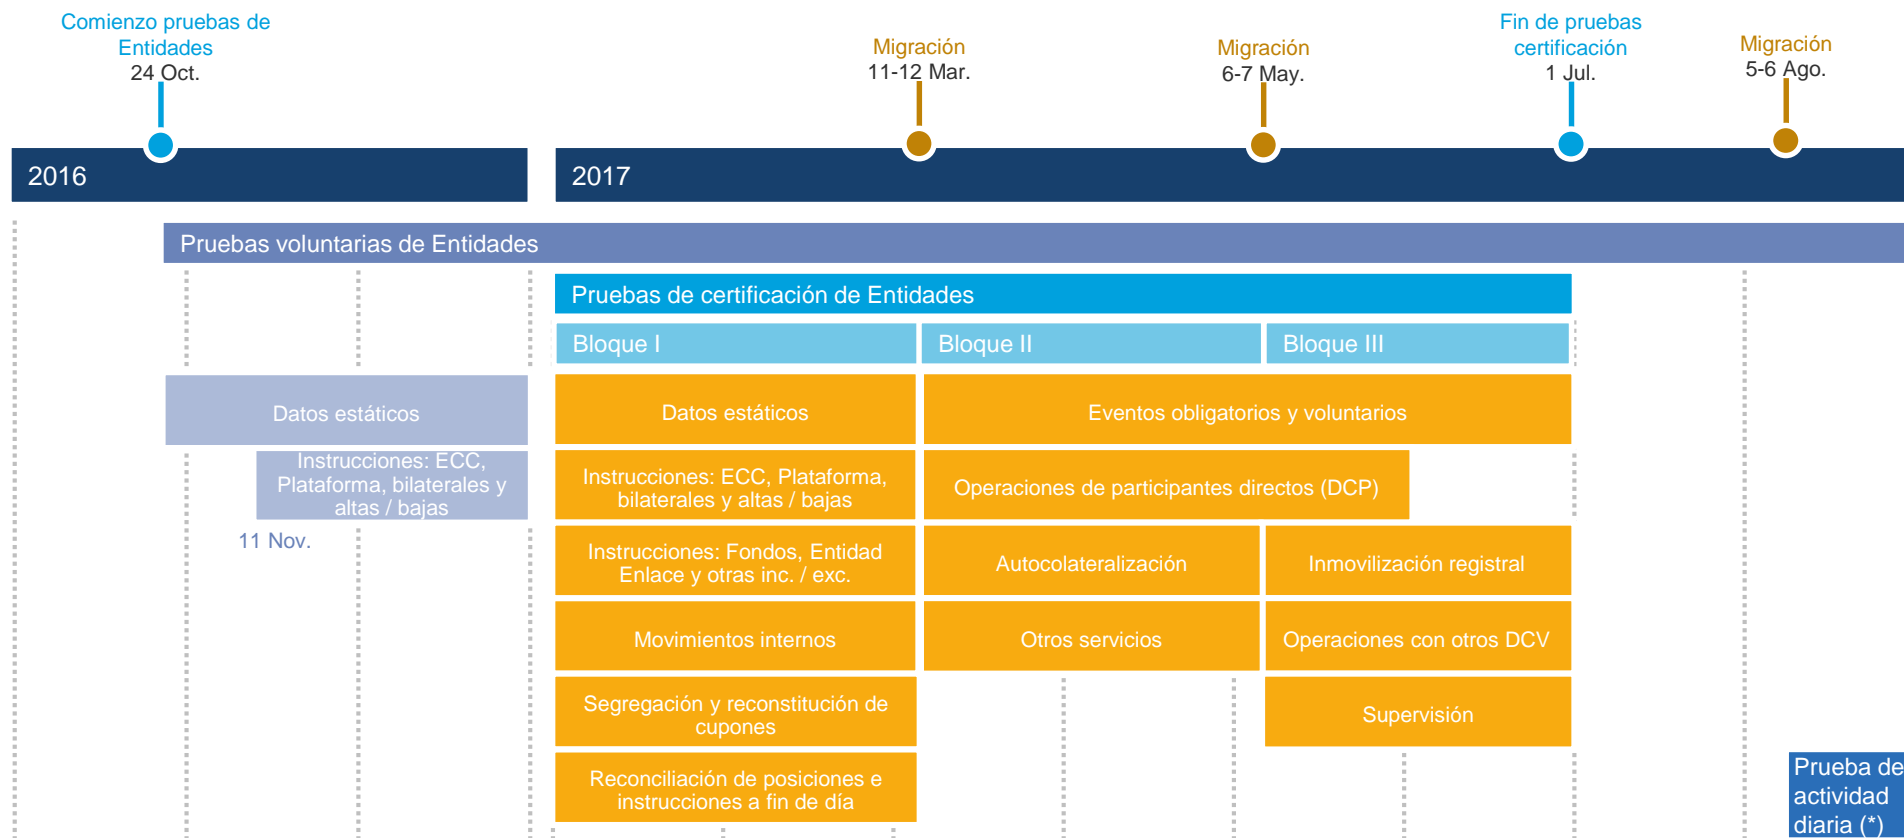 Comienzo pruebas de
Entidades
24 Oct.
Migración
11-12 Mar.
Migración
6-7 May.
Fin de pruebas
certificación
1 Jul.
Migración
5-6 Ago.
2016
2017
Pruebas voluntarias de Entidades
Pruebas de certificación de Entidades
Bloque I
Bloque II
Bloque III
Datos estáticos
Datos estáticos
Eventos obligatorios y voluntarios
Instrucciones: ECC,
Plataforma, bilaterales y
altas / bajas
Instrucciones: ECC, Plataforma,
bilaterales y altas / bajas
Operaciones de participantes directos (DCP)
11 Nov.
Instrucciones: Fondos, Entidad
Enlace y otras inc. / exc.
Autocolateralización
Inmovilización registral
Movimientos internos
Otros servicios
Operaciones con otros DCV
Segregación y reconstitución de
cupones
Supervisión
Reconciliación de posiciones e
instrucciones a fin de día
Prueba de
actividad
diaria (*)